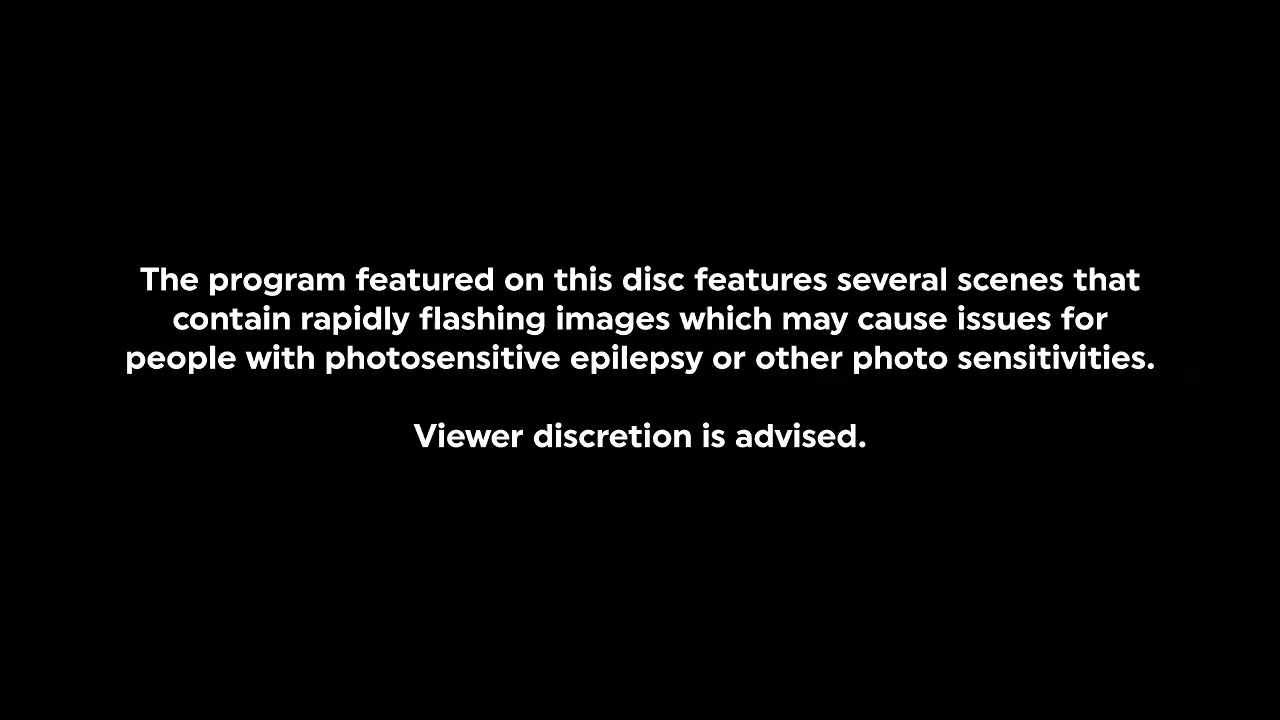 The program featured on this disc features several scenes that
contain rapidly flashing images which may cause issues for
people with photosensitive epilepsy or other photo sensitivities.
Viewer discretion is advised.